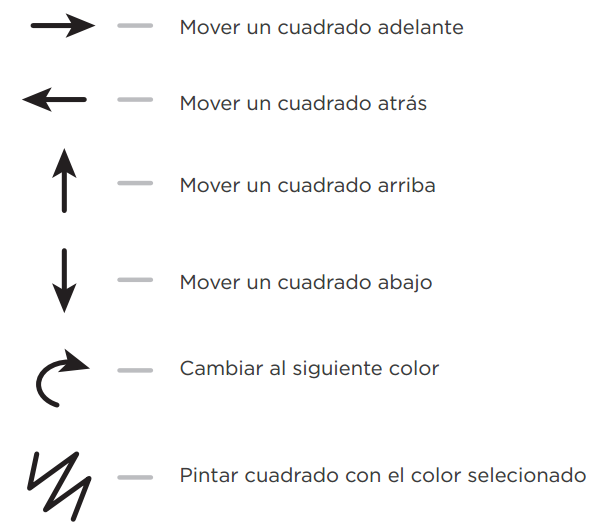 Mover un cuadrado adelante
Mover un cuadrado atrás
Mover un cuadrado arriba
Mover un cuadrado abajo
Cambiar al siguiente color
Pintar cuadrado con el color selecionado